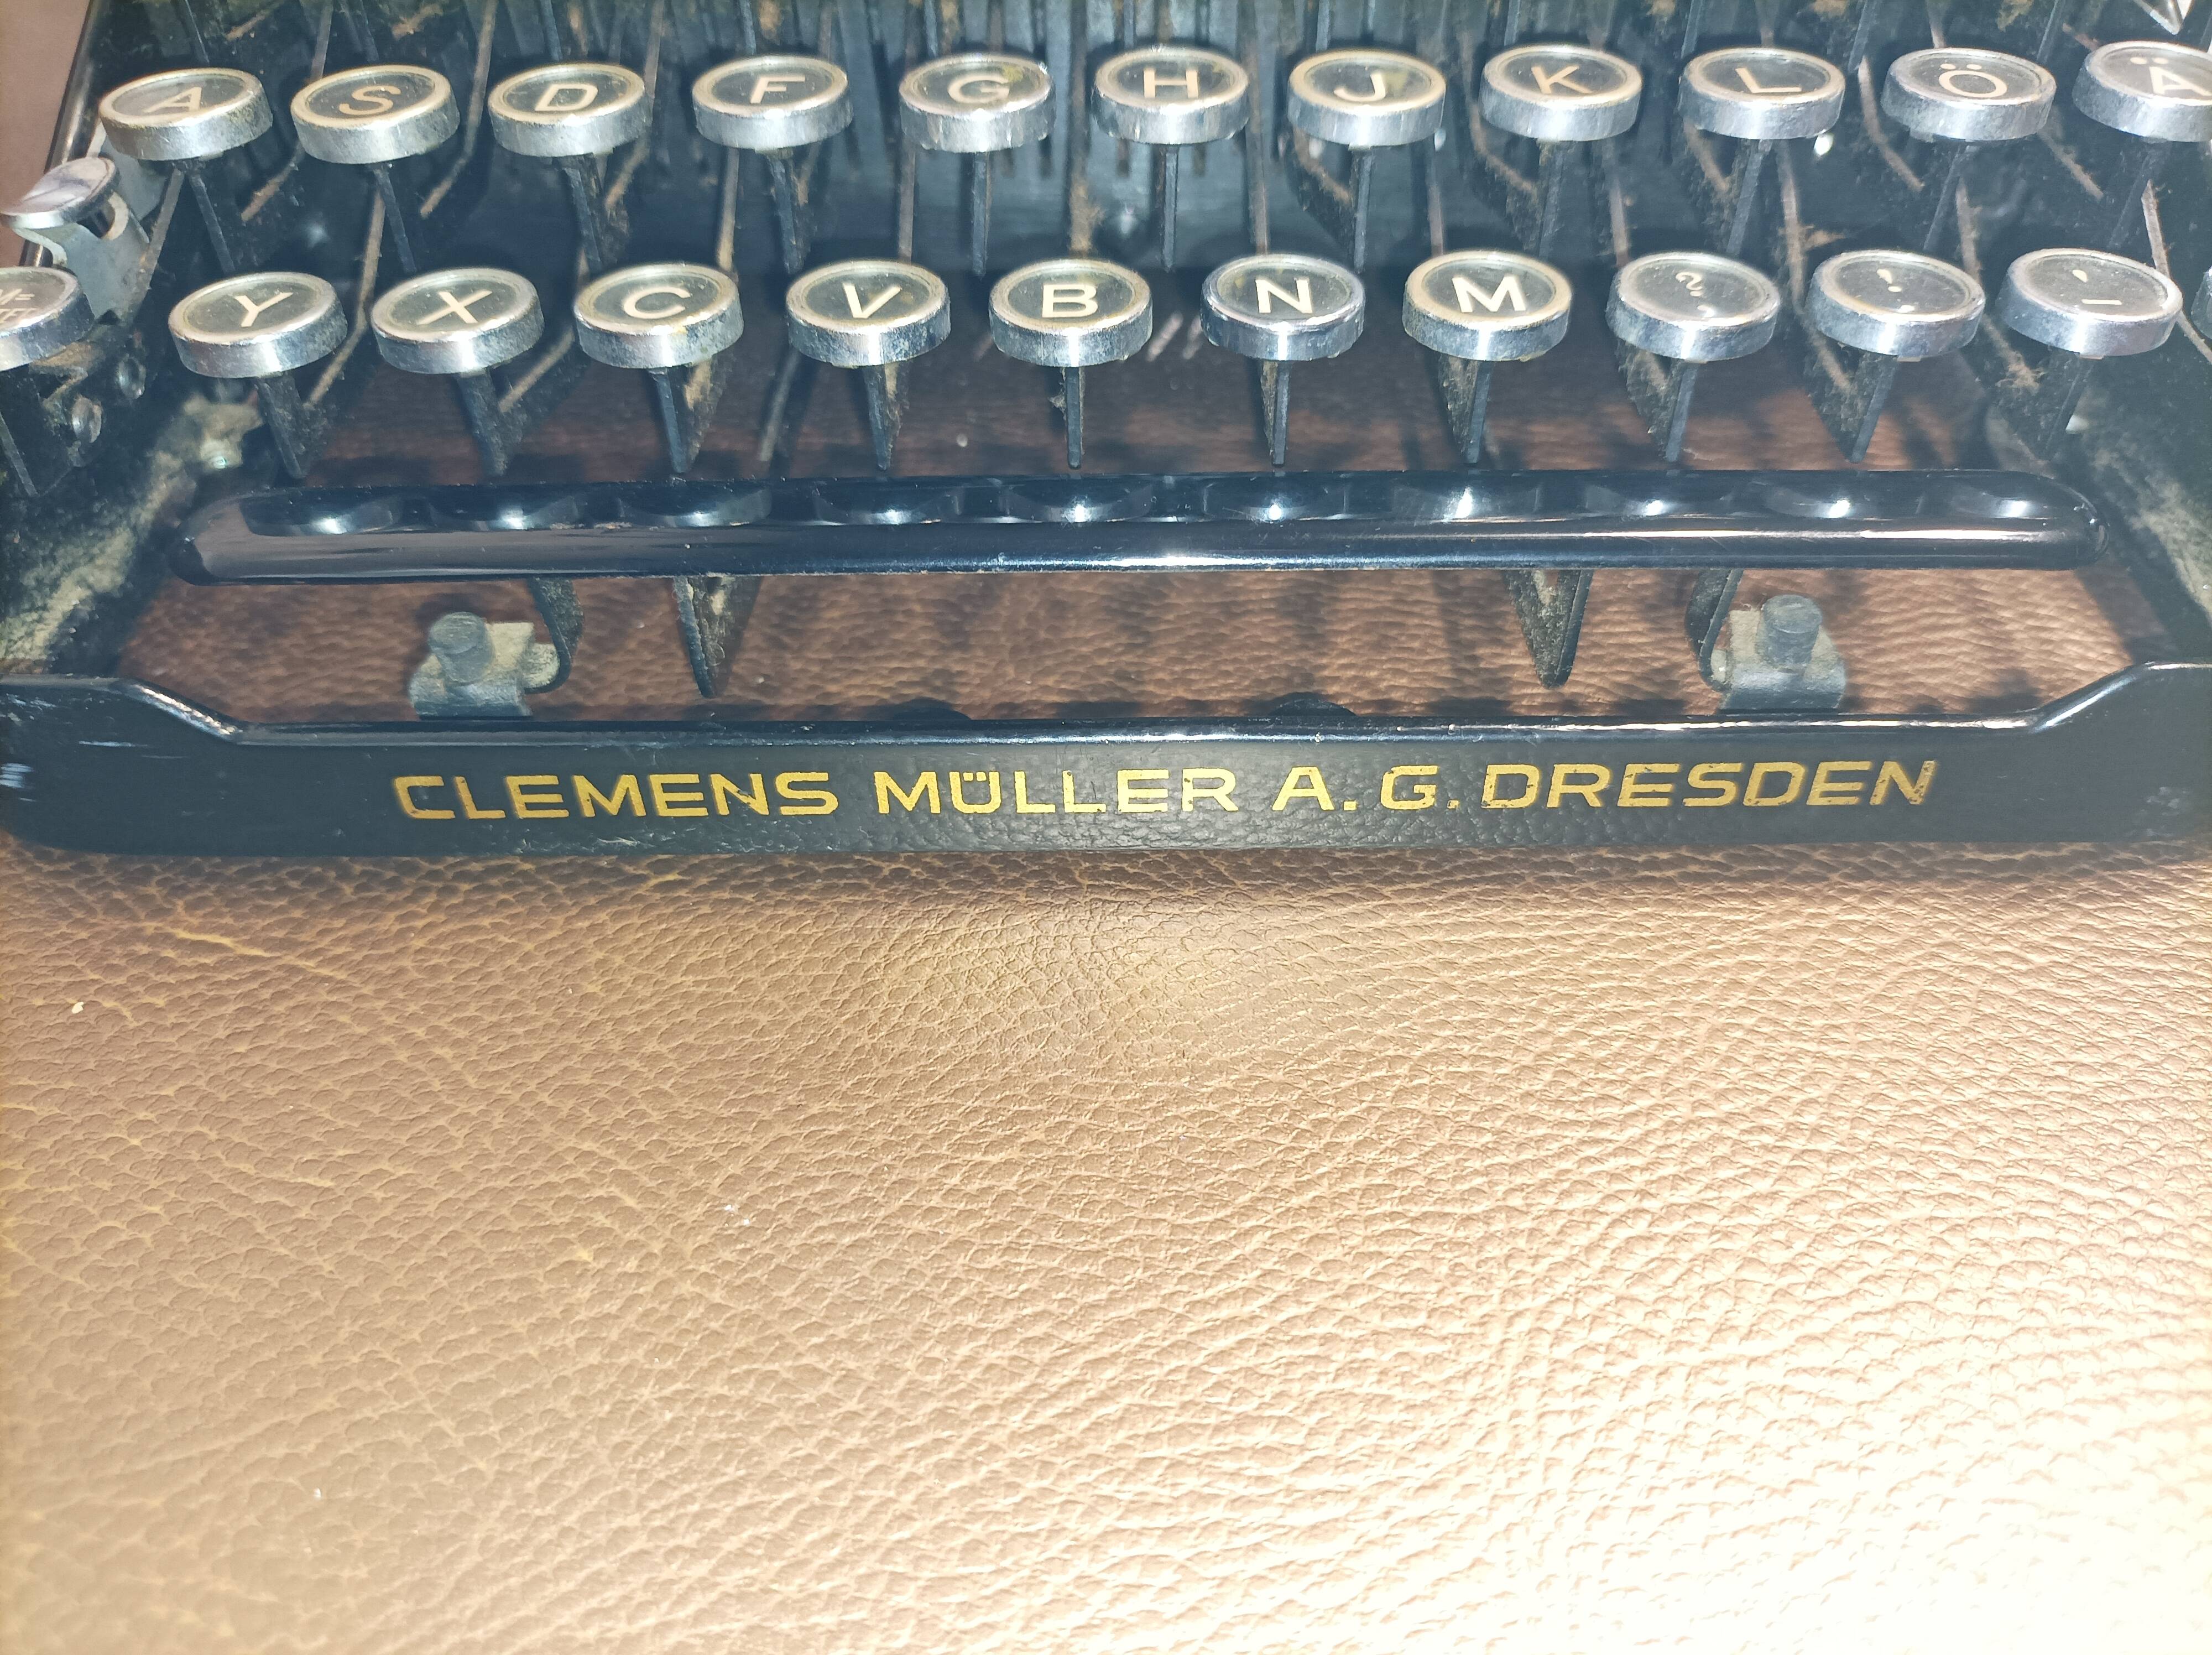 A S D F G H J K L Ö Ä
Y X C V B N M ? , ! . ' -
CLEMENS MÜLLER A.G. DRESDEN